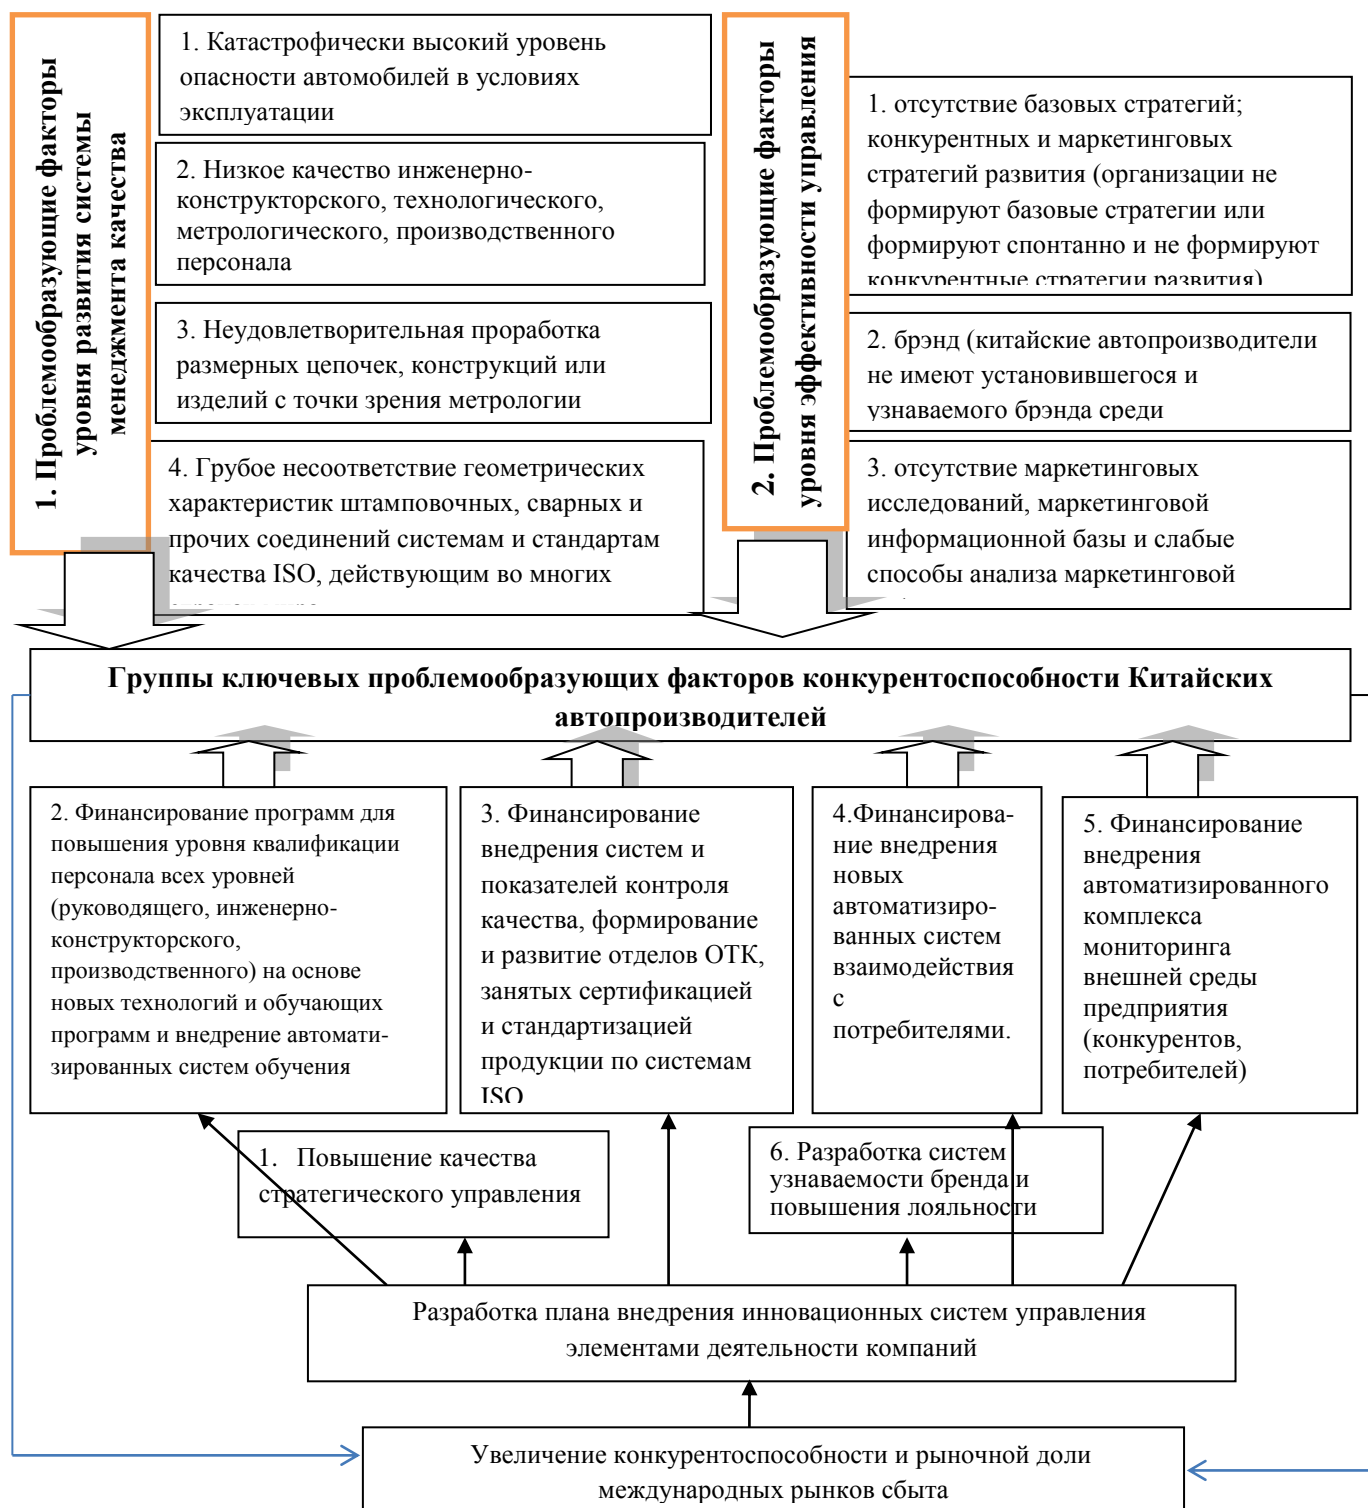 1. Проблемообразующие факторы
уровня развития системы
менеджмента качества
1. Катастрофически высокий уровень
опасности автомобилей в условиях
эксплуатации
2. Низкое качество инженерно-
конструкторского, технологического,
метрологического, производственного
персонала
3. Неудовлетворительная проработка
размерных цепочек, конструкций или
изделий с точки зрения метрологии
4. Грубое несоответствие геометрических
характеристик штамповочных, сварных и
прочих соединений системам и стандартам
качества ISO, действующим во многих
2. Проблемообразующие факторы
уровня эффективности управления
1. отсутствие базовых стратегий;
конкурентных и маркетинговых
стратегий развития (организации не
формируют базовые стратегии или
формируют спонтанно и не формируют
конкурентные стратегии развития)
2. брэнд (китайские автопроизводители
не имеют установившегося и
узнаваемого брэнда среди
3. отсутствие маркетинговых
исследований, маркетинговой
информационной базы и слабые
способы анализа маркетинговой
Группы ключевых проблемообразующих факторов конкурентоспособности Китайских
автопроизводителей
2. Финансирование программ для
повышения уровня квалификации
персонала всех уровней
(руководящего, инженерно-
конструкторского,
производственного) на основе
новых технологий и обучающих
программ и внедрение автомати-
зированных систем обучения
3. Финансирование
внедрения систем и
показателей контроля
качества, формирование
и развитие отделов ОТК,
занятых сертификацией
и стандартизацией
продукции по системам
ISO
4.Финансирова-
ние внедрения
новых
автоматизиро-
ванных систем
взаимодействия
с
потребителями.
5. Финансирование
внедрения
автоматизированного
комплекса
мониторинга
внешней среды
предприятия
(конкурентов,
потребителей)
1. Повышение качества
стратегического управления
6. Разработка систем
узнаваемости бренда и
повышения лояльности
Разработка плана внедрения инновационных систем управления
элементами деятельности компаний
Увеличение конкурентоспособности и рыночной доли
международных рынков сбыта